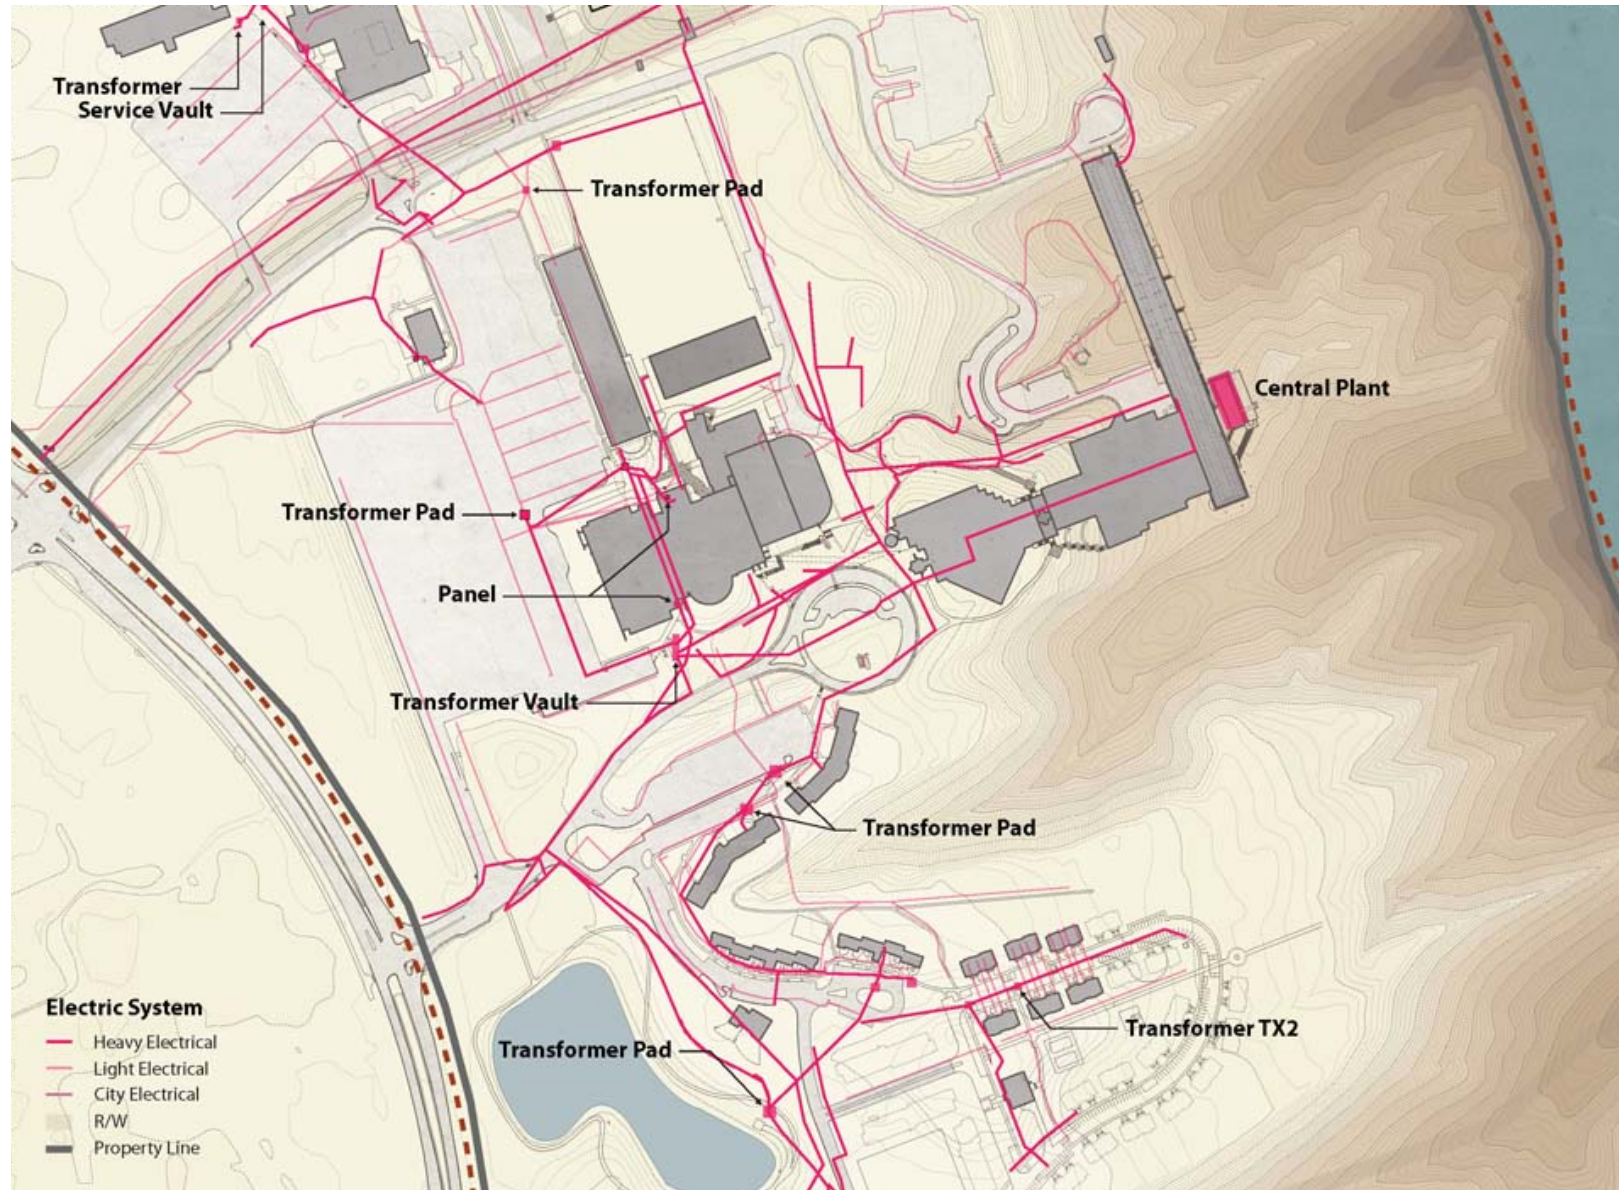 Transformer
Service Vault
Transformer Pad
Central Plant
Transformer Pad
Panel
Transformer Vault
Transformer Pad
Transformer TX2
Transformer Pad
Electric System
Heavy Electrical
Light Electrical
City Electrical
R/W
Property Line